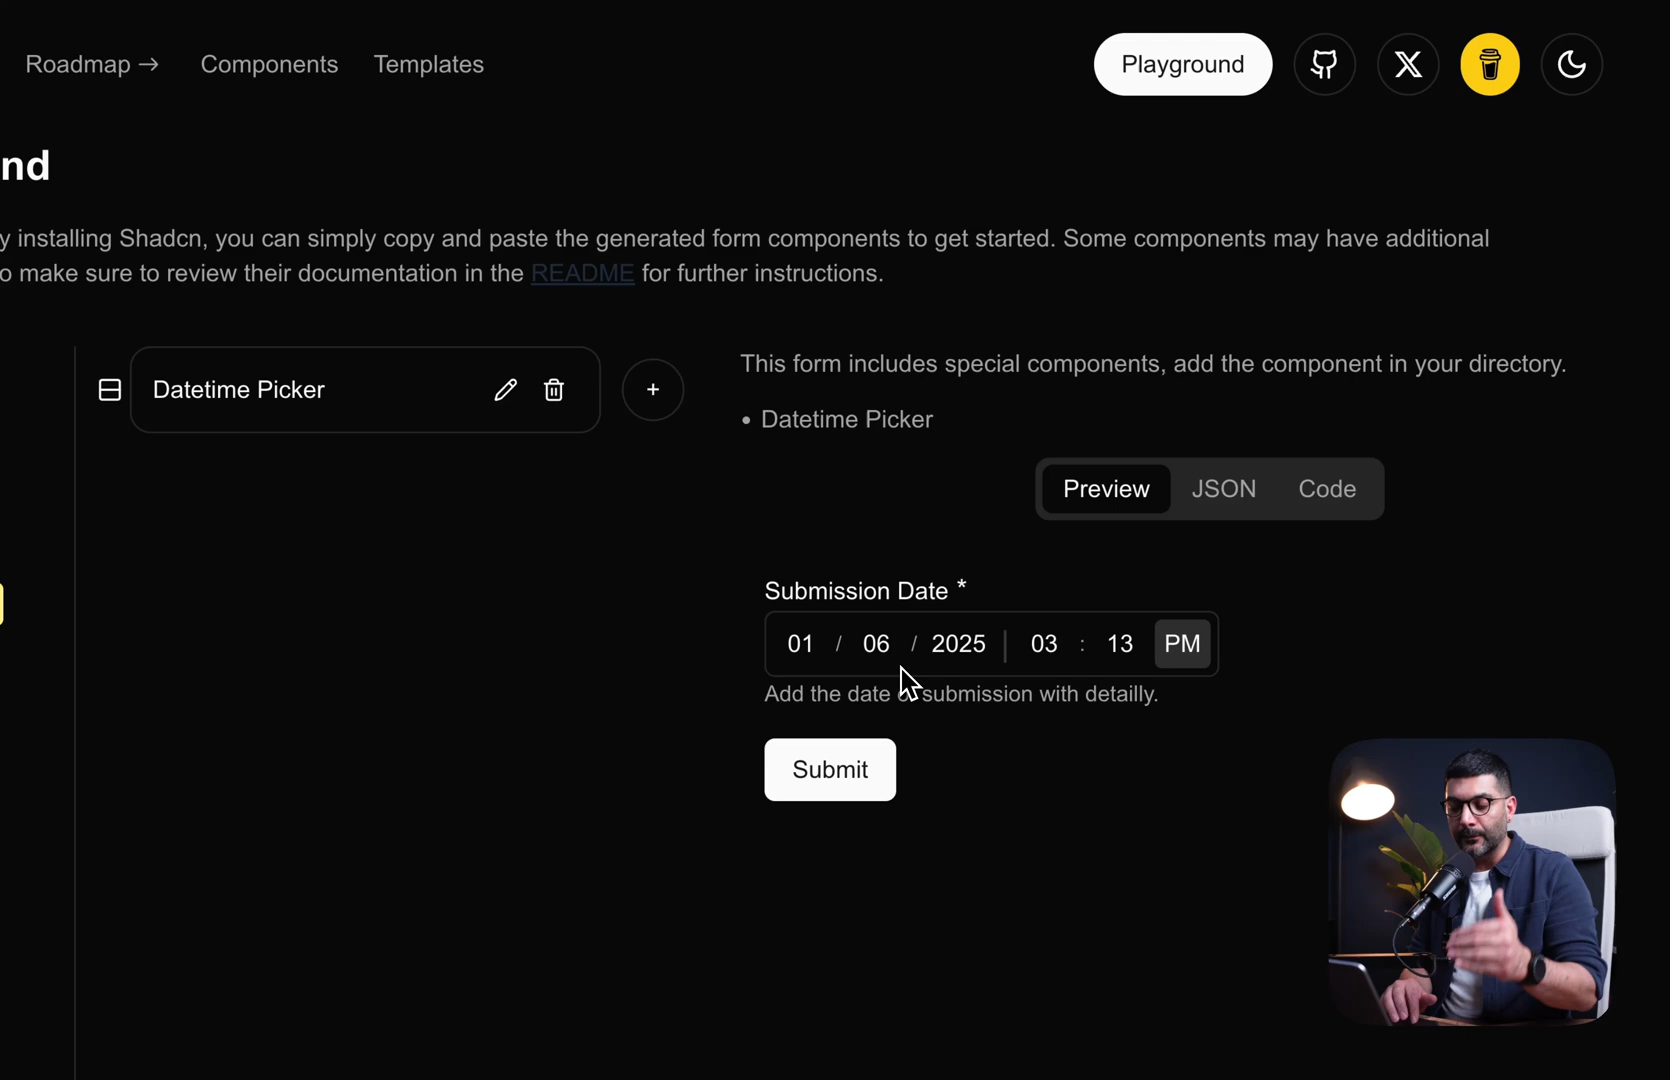 Roadmap → Components Templates
Playground
nd
y installing Shadcn, you can simply copy and paste the generated form components to get started. Some components may have additional
o make sure to review their documentation in the README for further instructions.
Datetime Picker
+
This form includes special components, add the component in your directory.
• Datetime Picker
Preview JSON Code
Submission Date *
01 / 06 / 2025 | 03 : 13 PM
Add the date o submission with detailly.
Submit